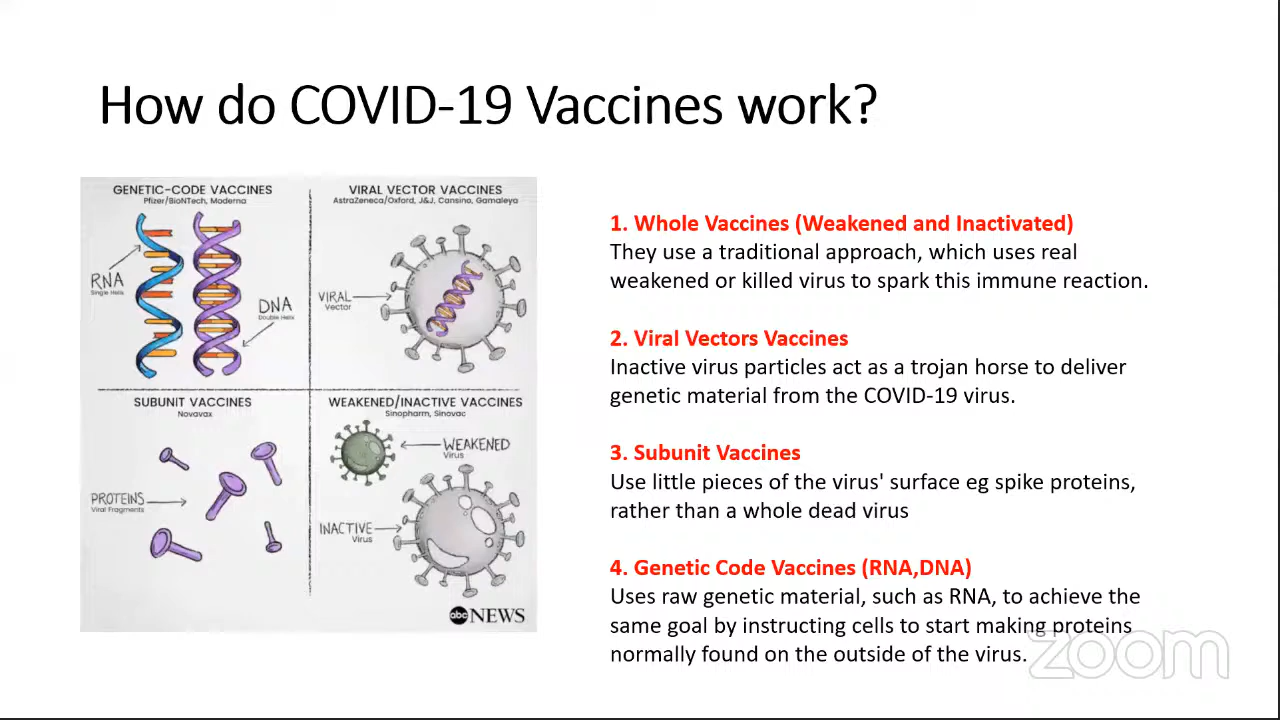 How do COVID-19 Vaccines work?
GENETIC-CODE VACCINES
Pfizer/BioNTech, Moderna
RNA
Single Helix
DNA
Double Helix
VIRAL VECTOR VACCINES
AstraZeneca/Oxford, J&J, Cansino, Gamaleya
VIRAL
Vector
SUBUNIT VACCINES
Novavax
PROTEINS
Viral Fragments
WEAKENED/INACTIVE VACCINES
Sinopharm, Sinovac
WEAKENED
Virus
INACTIVE
Virus
abc NEWS
1. Whole Vaccines (Weakened and Inactivated)
They use a traditional approach, which uses real
weakened or killed virus to spark this immune reaction.
2. Viral Vectors Vaccines
Inactive virus particles act as a trojan horse to deliver
genetic material from the COVID-19 virus.
3. Subunit Vaccines
Use little pieces of the virus' surface eg spike proteins,
rather than a whole dead virus
4. Genetic Code Vaccines (RNA,DNA)
Uses raw genetic material, such as RNA, to achieve the
same goal by instructing cells to start making proteins
normally found on the outside of the virus.
zoom